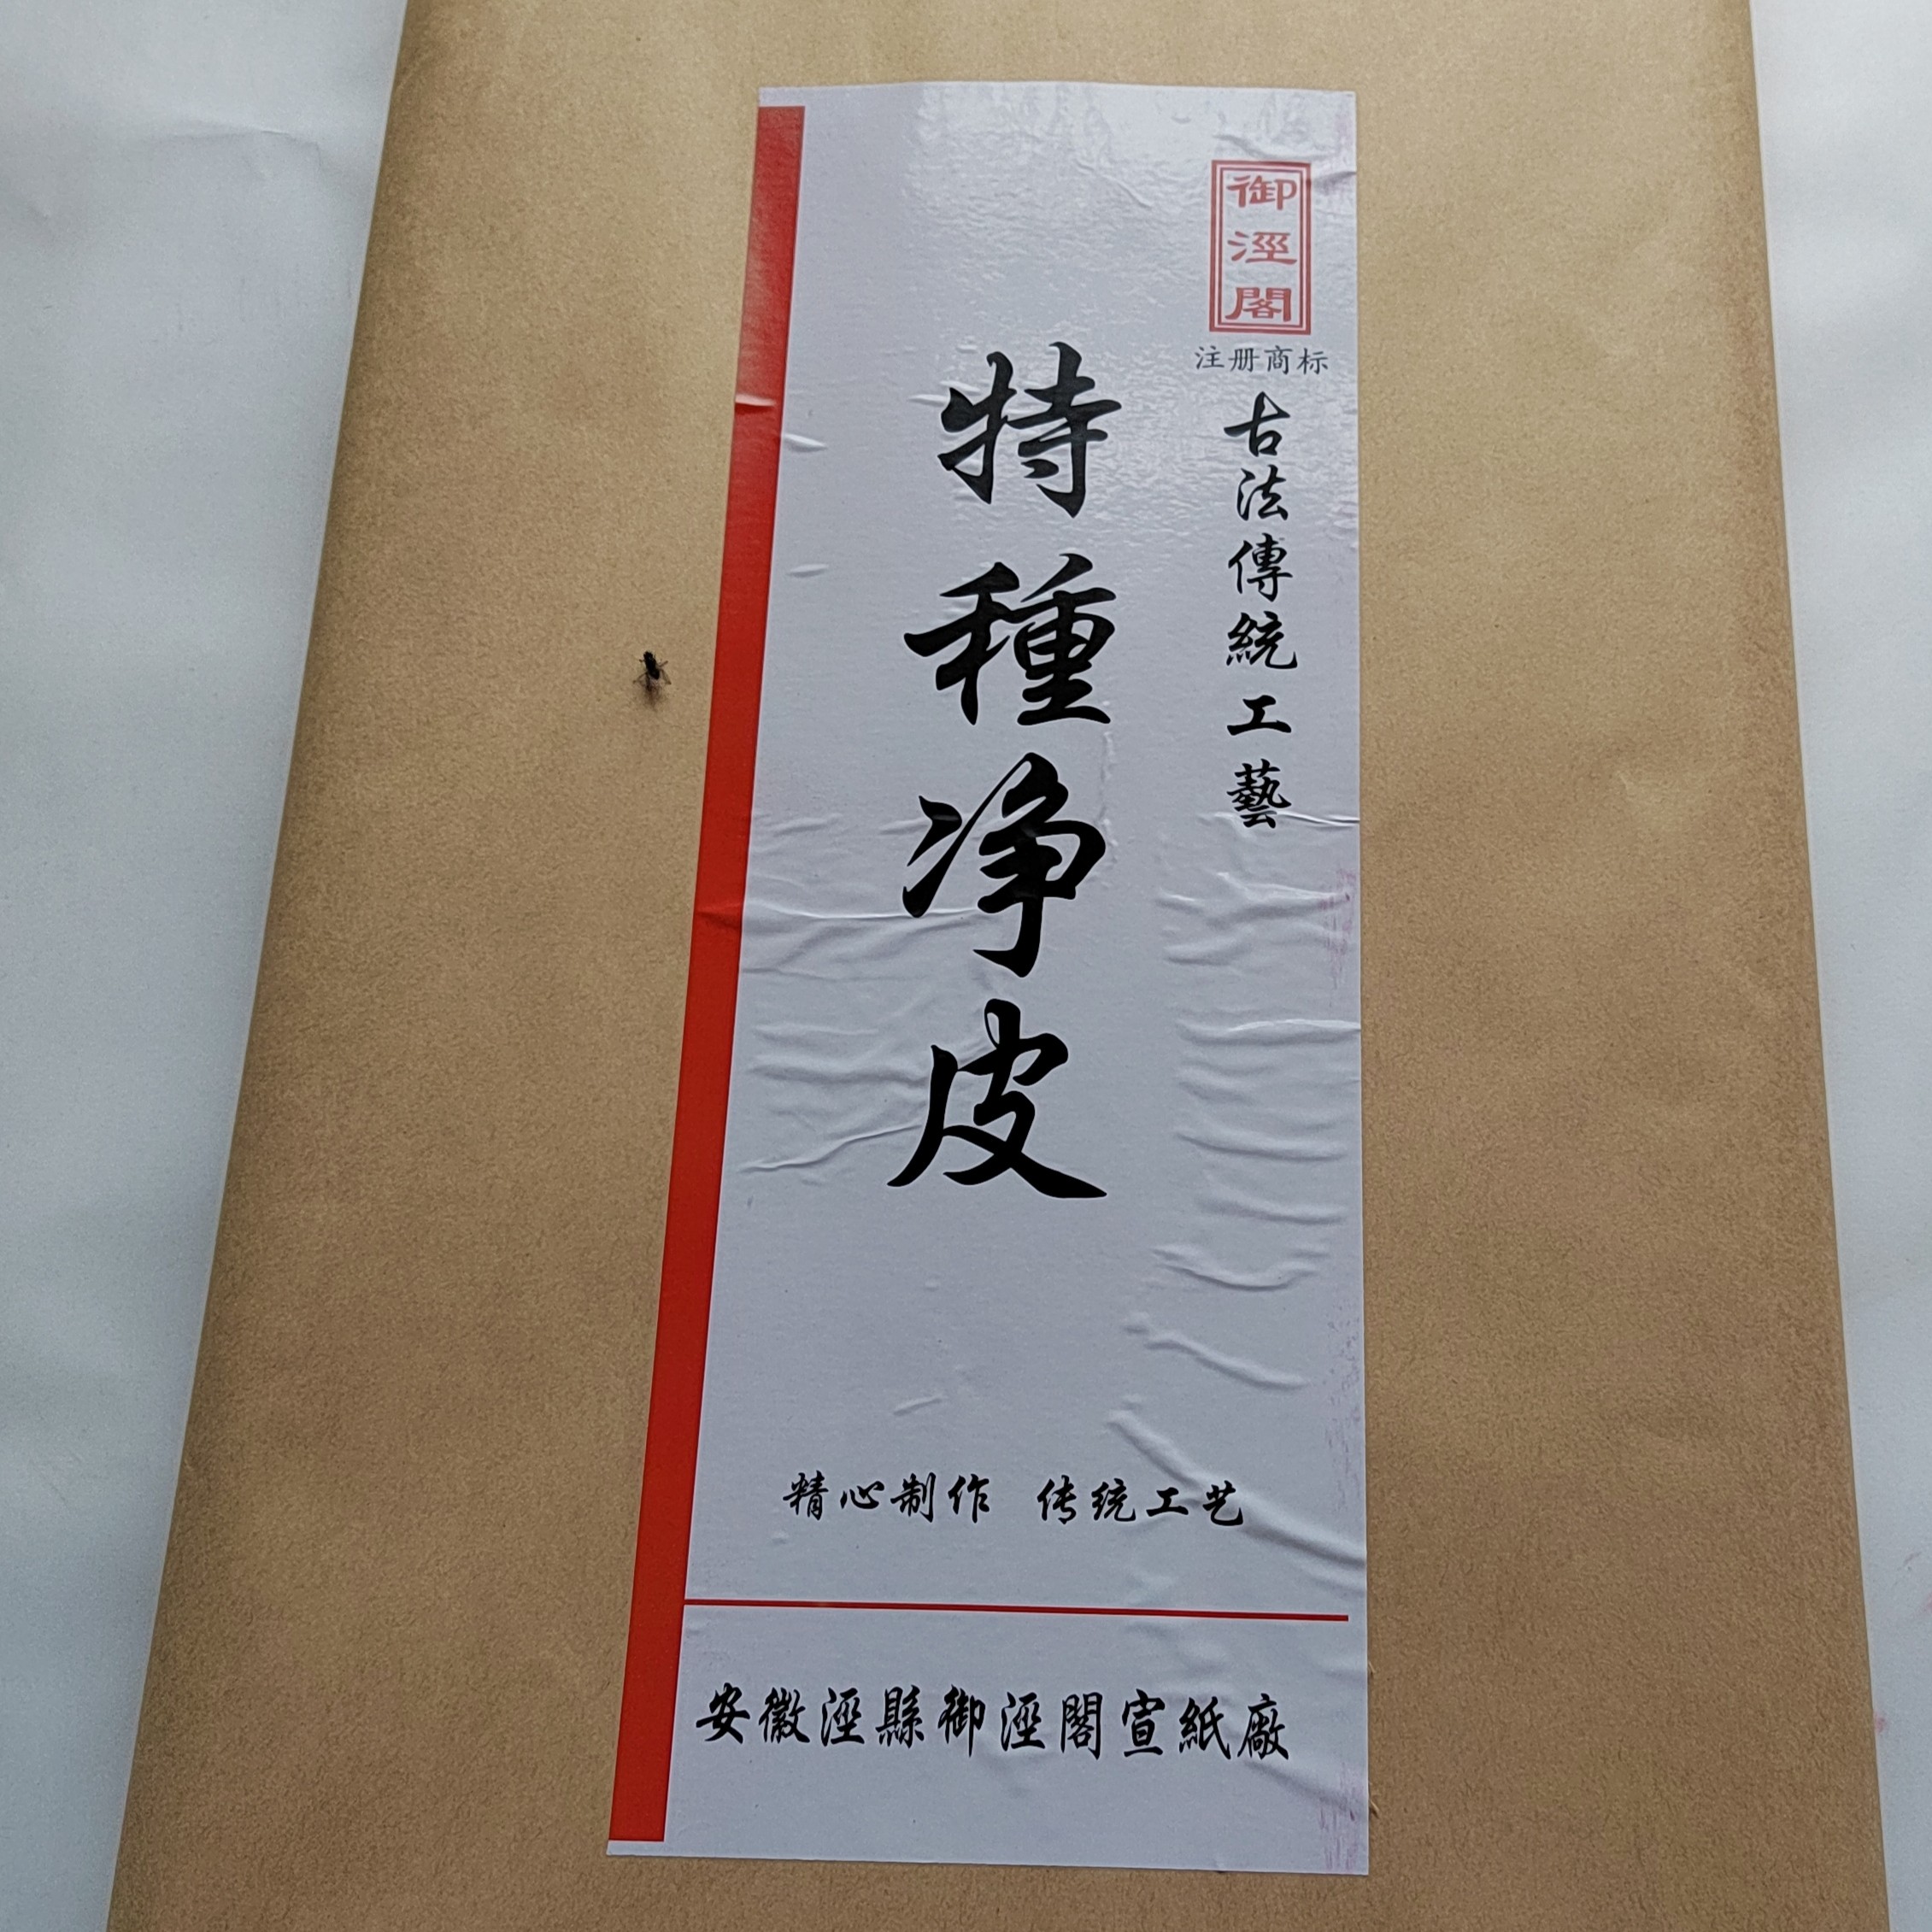 御涇閣
注册商标
古法傳統工藝
特種净皮
精心制作 传统工艺
安徽涇縣御涇閣宣紙廠